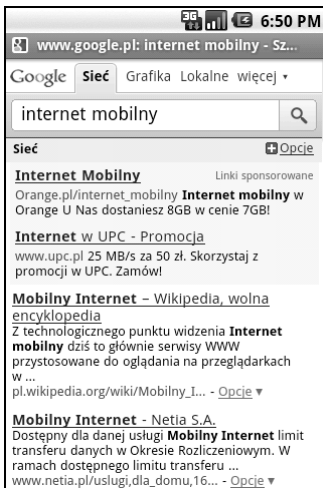 3G 6:50 PM
www.google.pl: internet mobilny - Sz...
Google Sieć Grafika Lokalne więcej ▾
internet mobilny
Sieć Opcje
Internet Mobilny Linki sponsorowane
Orange.pl/internet_mobilny Internet mobilny w
Orange U Nas dostaniesz 8GB w cenie 7GB!
Internet w UPC - Promocja
www.upc.pl 25 MB/s za 50 zł. Skorzystaj z
promocji w UPC. Zamów!
Mobilny Internet – Wikipedia, wolna
encyklopedia
Z technologicznego punktu widzenia Internet
mobilny dziś to głównie serwisy WWW
przystosowane do oglądania na przeglądarkach
w ...
pl.wikipedia.org/wiki/Mobilny_I... - Opcje ▼
Mobilny Internet - Netia S.A.
Dostępny dla danej usługi Mobilny Internet limit
transferu danych w Okresie Rozliczeniowym. W
ramach dostępnego limitu transferu ...
www.netia.pl/uslugi,dla_domu,16... - Opcje ▼